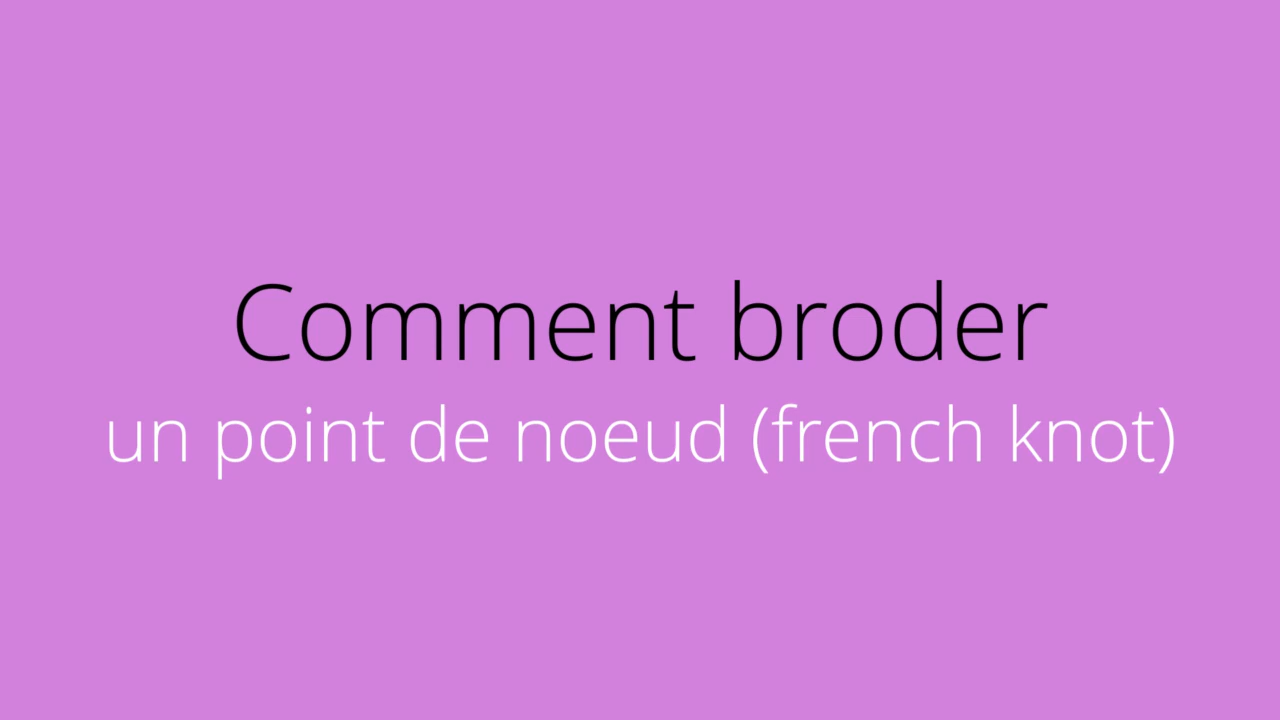 Comment broder
un point de noeud (french knot)